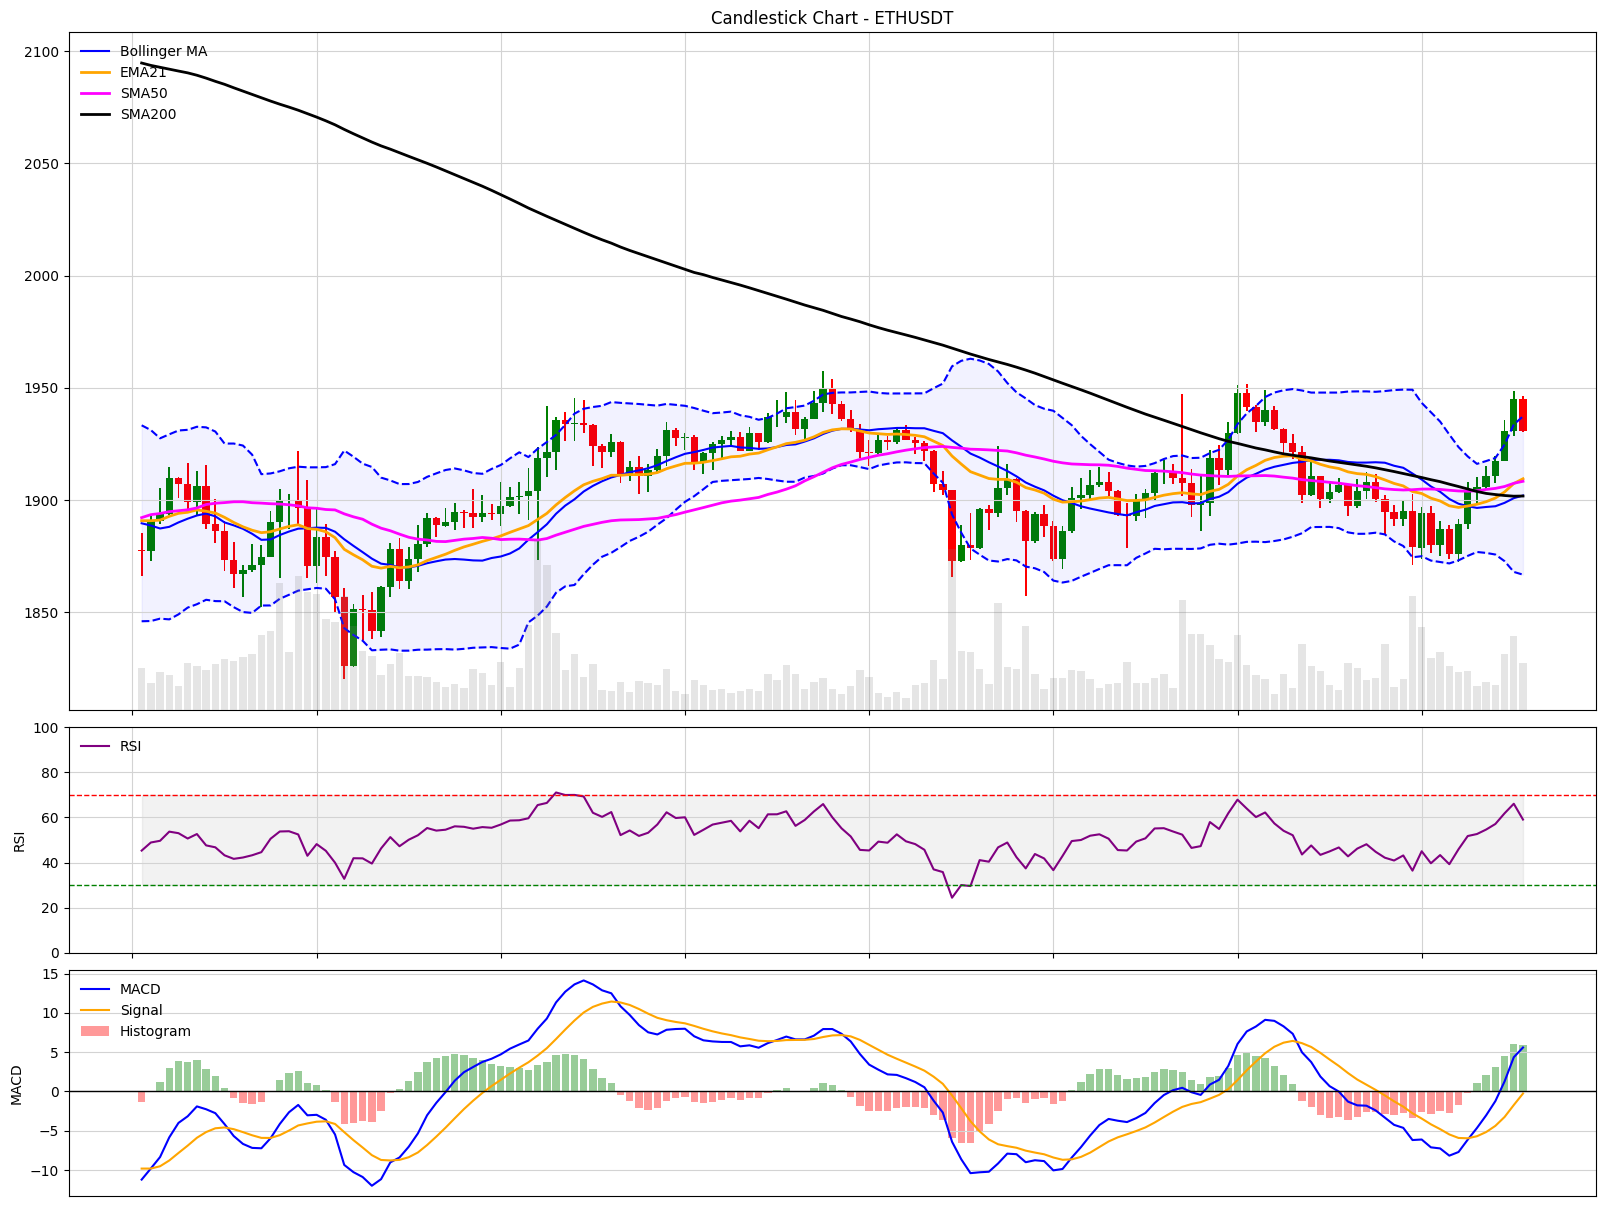 Candlestick Chart - ETHUSDT
2100
2050
2000
1950
1900
1850
Bollinger MA
EMA21
SMA50
SMA200
100
80
60
40
20
0
RSI
RSI
15
10
5
0
−5
−10
MACD
MACD
Signal
Histogram